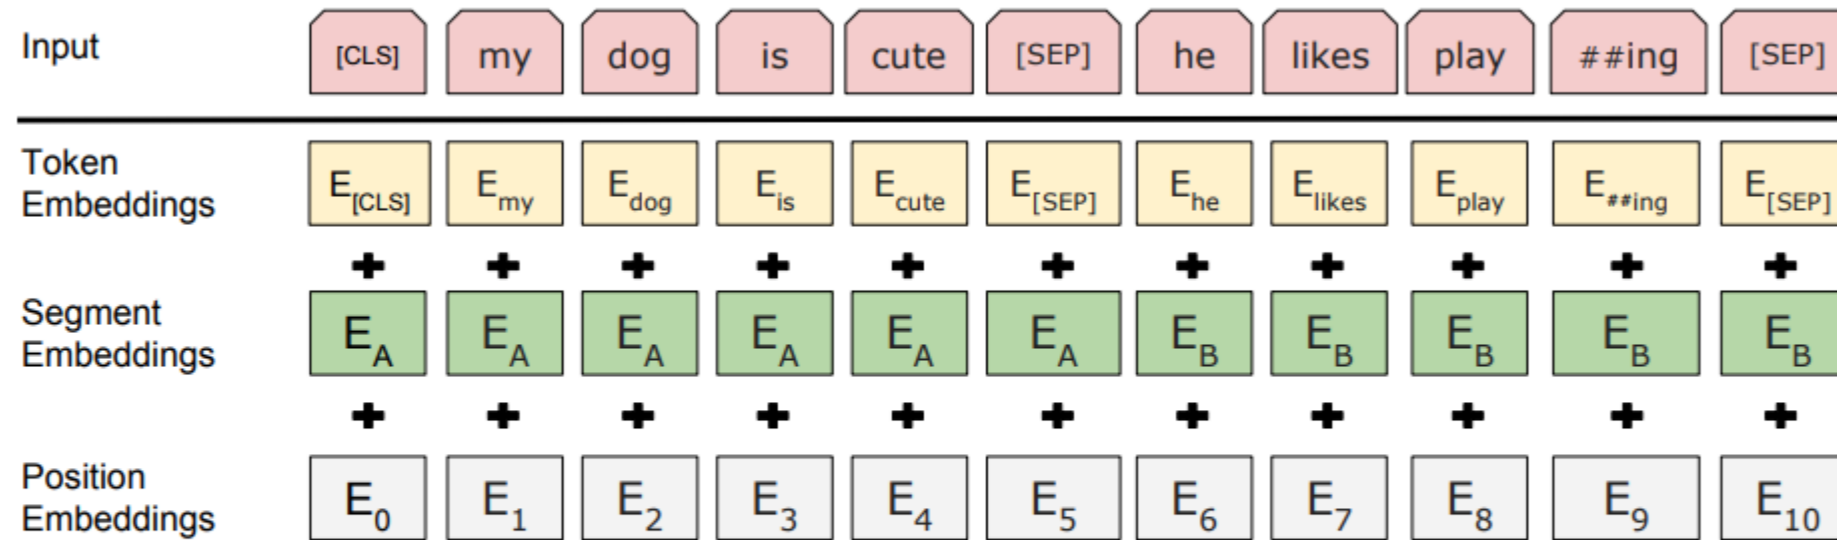 Input [CLS] my dog is cute [SEP] he likes play ##ing [SEP]
Token Embeddings E[CLS] Emy Edog Eis Ecute E[SEP] Ehe Elikes Eplay E##ing E[SEP]
+ + + + + + + + + + +
Segment Embeddings EA EA EA EA EA EA EB EB EB EB EB
+ + + + + + + + + + +
Position Embeddings E0 E1 E2 E3 E4 E5 E6 E7 E8 E9 E10